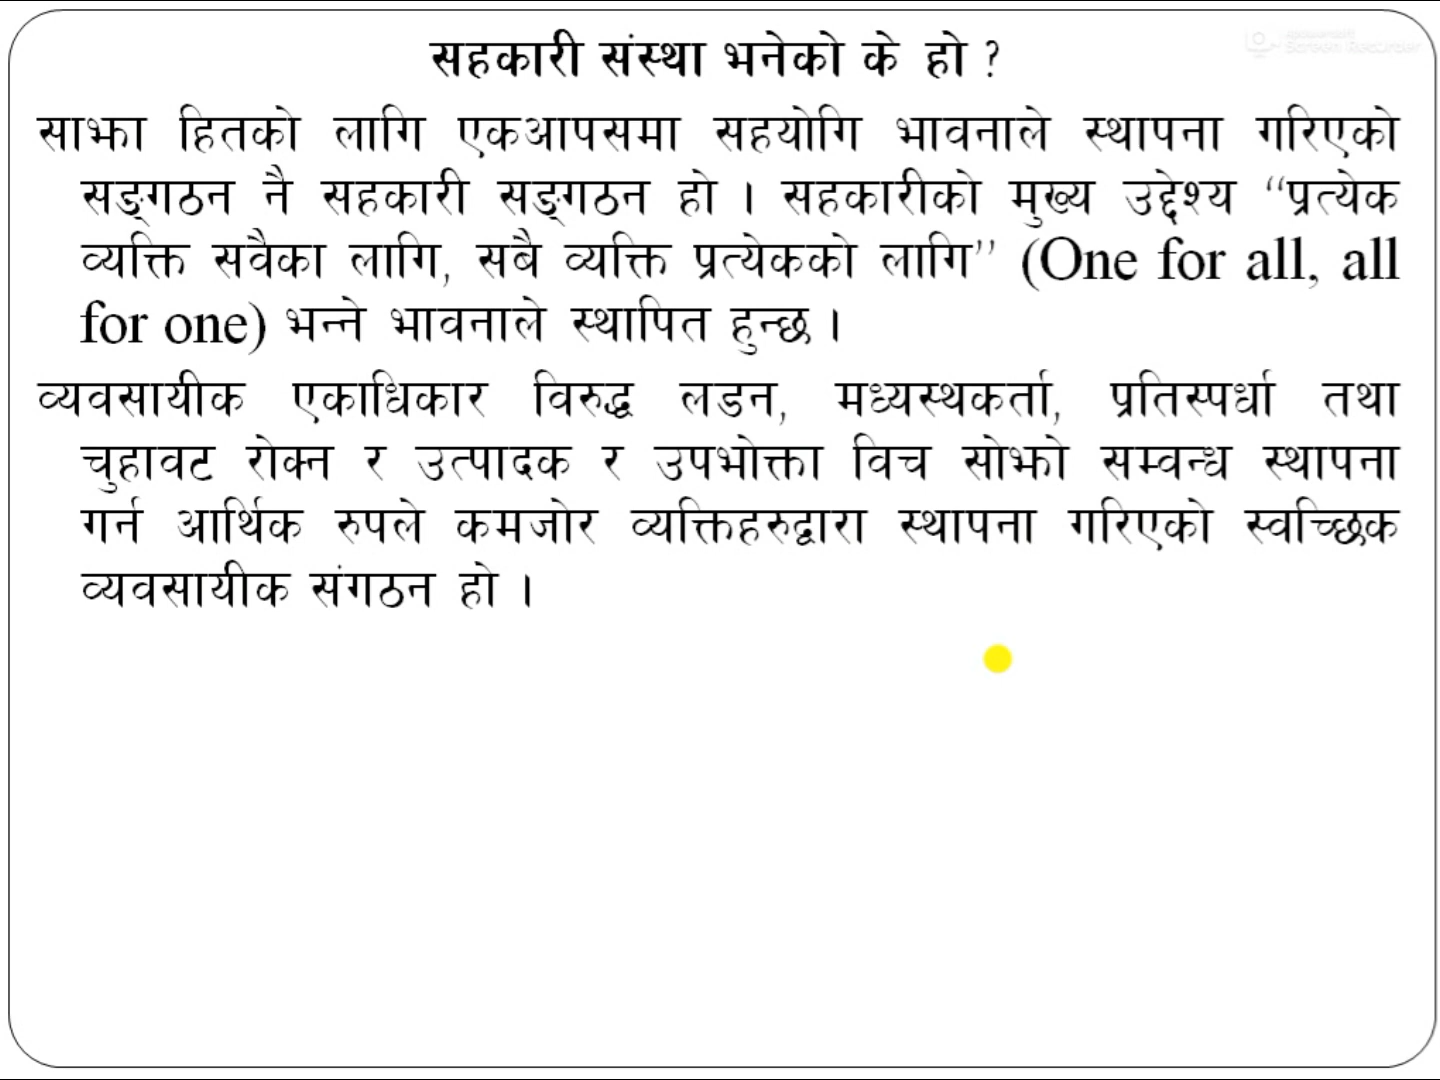 सहकारी संस्था भनेको के हो ?
साझा हितको लागि एकआपसमा सहयोगि भावनाले स्थापना गरिएको
सङ्गठन नै सहकारी सङ्गठन हो । सहकारीको मुख्य उद्देश्य “प्रत्येक
व्यक्ति सवैका लागि, सबै व्यक्ति प्रत्येकको लागि” (One for all, all
for one) भन्ने भावनाले स्थापित हुन्छ ।
व्यवसायीक एकाधिकार विरुद्ध लडन, मध्यस्थकर्ता, प्रतिस्पर्धा तथा
चुहावट रोक्न र उत्पादक र उपभोक्ता विच सोझो सम्वन्ध स्थापना
गर्न आर्थिक रुपले कमजोर व्यक्तिहरुद्वारा स्थापना गरिएको स्वच्छिक
व्यवसायीक संगठन हो ।
Screen Recorder